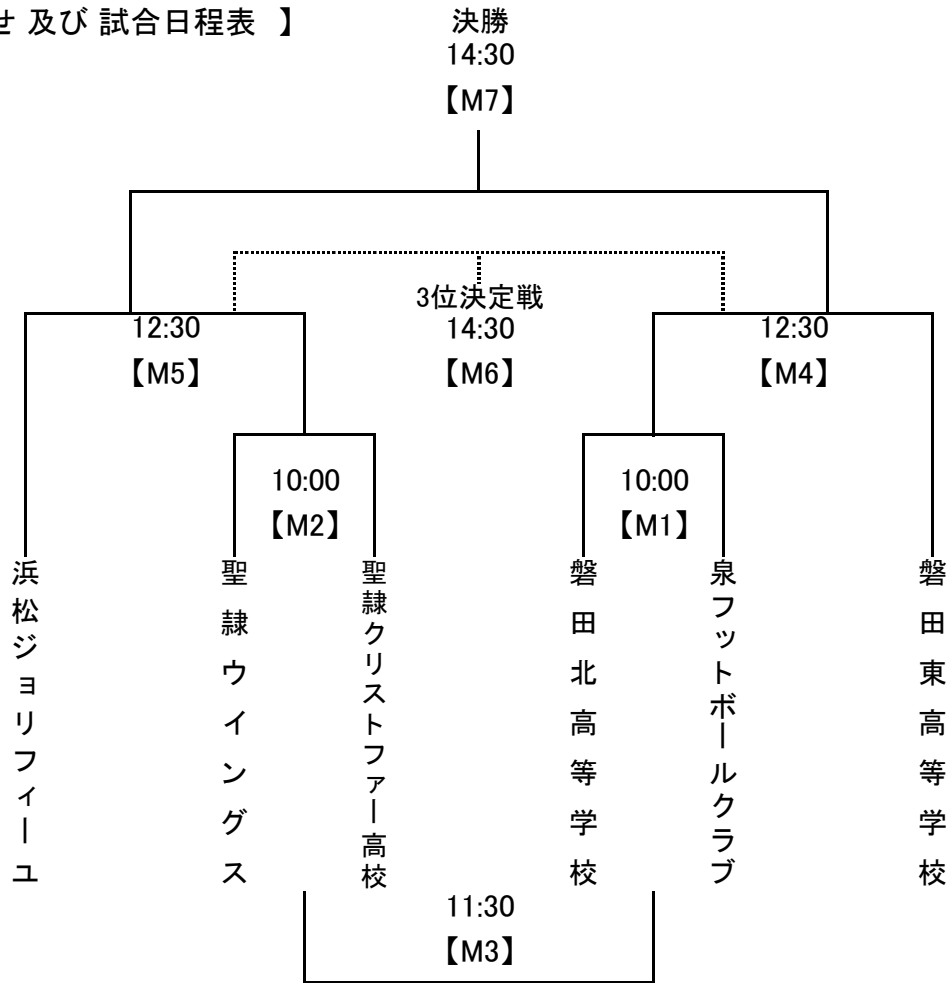 せ 及び 試合日程表 】
決勝
14:30
【M7】
3位決定戦
12:30
14:30
12:30
【M5】
【M6】
【M4】
10:00
10:00
【M2】
【M1】
浜松ジョリフィーユ
聖隷ウイングス
聖隷クリストファー高校
磐田北高等学校
泉フットボールクラブ
磐田東高等学校
11:30
【M3】